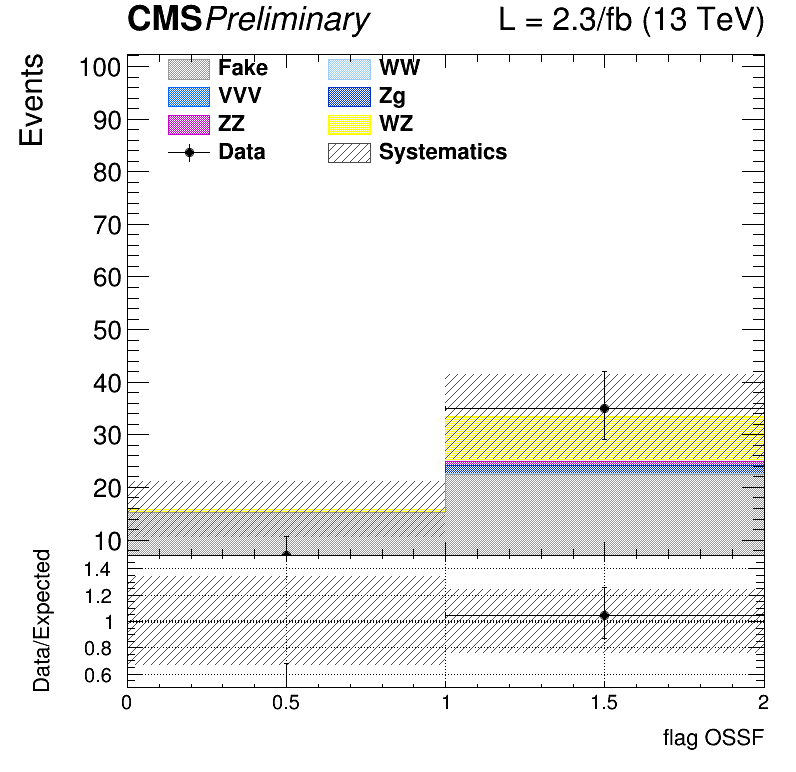 CMS Preliminary L = 2.3/fb (13 TeV)
Events
100
90
80
70
60
50
40
30
20
10
Fake WW
VVV Zg
ZZ WZ
Data Systematics
Data/Expected
1.4
1.2
1
0.8
0.6
0 0.5 1 1.5 2
flag OSSF